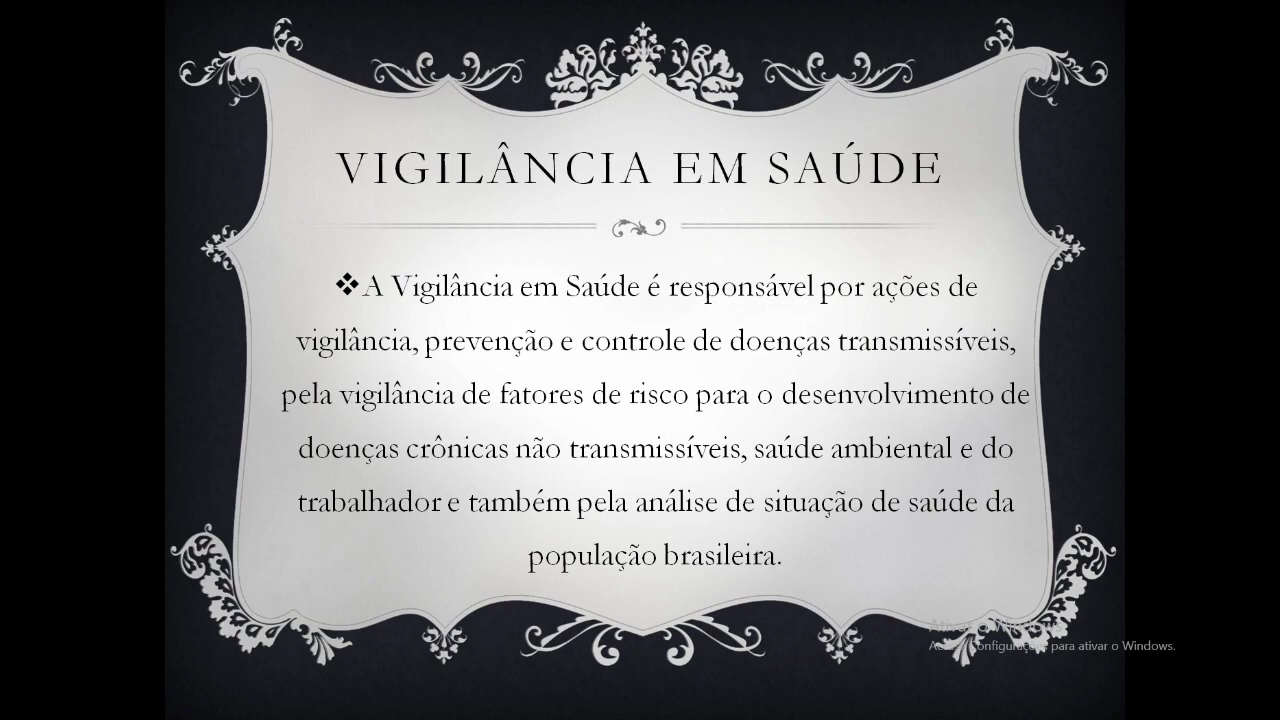 VIGILÂNCIA EM SAÚDE
❖A Vigilância em Saúde é responsável por ações de
vigilância, prevenção e controle de doenças transmissíveis,
pela vigilância de fatores de risco para o desenvolvimento de
doenças crônicas não transmissíveis, saúde ambiental e do
trabalhador e também pela análise de situação de saúde da
população brasileira.
para ativar o Windows.